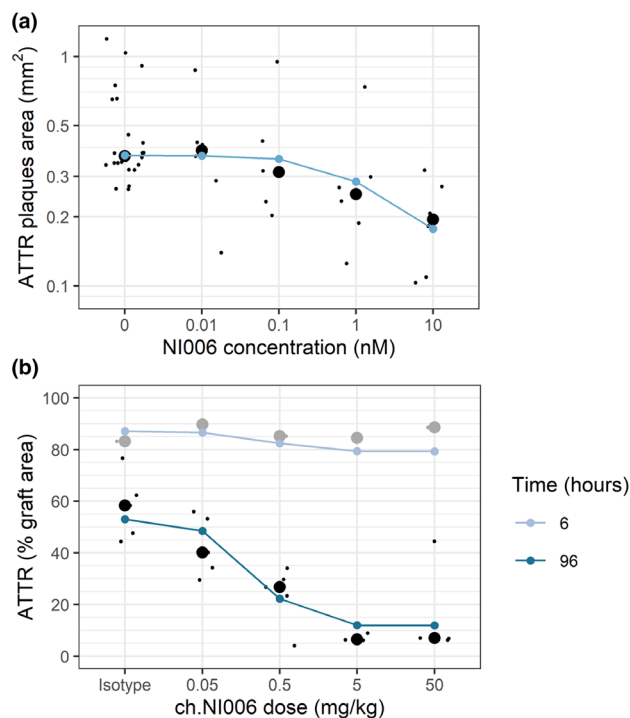 (a)
ATTR plaques area (mm²)
1
0.5
0.3
0.2
0.1
0 0.01 0.1 1 10
NI006 concentration (nM)
(b)
ATTR (% graft area)
100
80
60
40
20
0
Isotype 0.05 0.5 5 50
ch.NI006 dose (mg/kg)
Time (hours)
6
96